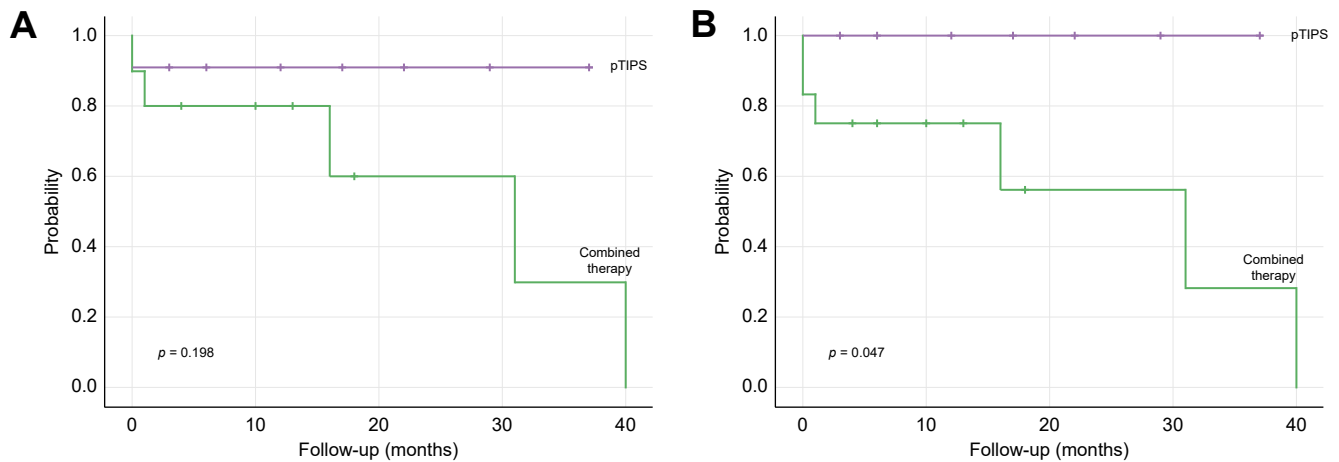 A
1.0
0.8
0.6
0.4
0.2
0.0
Probability
pTIPS
Combined
therapy
p = 0.198
0
10
20
30
40
Follow-up (months)
B
1.0
0.8
0.6
0.4
0.2
0.0
Probability
pTIPS
Combined
therapy
p = 0.047
0
10
20
30
40
Follow-up (months)